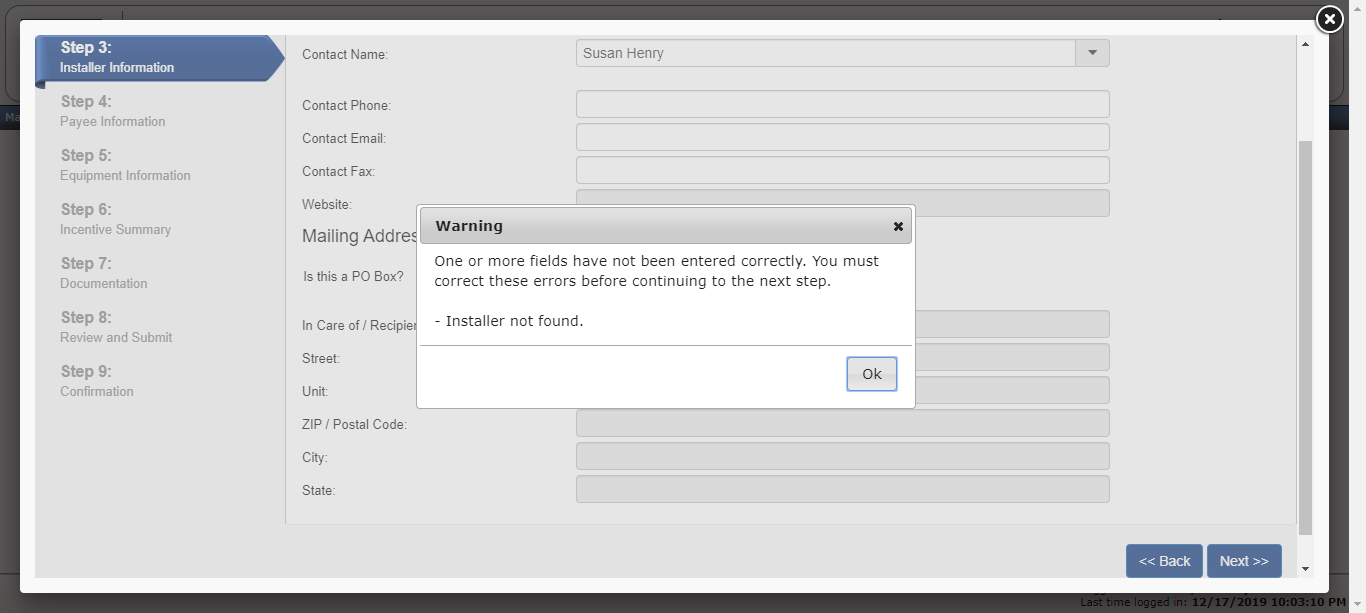 Step 3:
Installer Information
Step 4:
Payee Information
Step 5:
Equipment Information
Step 6:
Incentive Summary
Step 7:
Documentation
Step 8:
Review and Submit
Step 9:
Confirmation
Ma
Contact Name:
Susan Henry
Contact Phone:
Contact Email:
Contact Fax:
Website:
Mailing Addres
Is this a PO Box?
In Care of / Recipien
Street:
Unit:
ZIP / Postal Code:
City:
State:
Warning
One or more fields have not been entered correctly. You must
correct these errors before continuing to the next step.
- Installer not found.
Ok
<< Back
Next >>
Last time logged in: 12/17/2019 10:03:10 PM